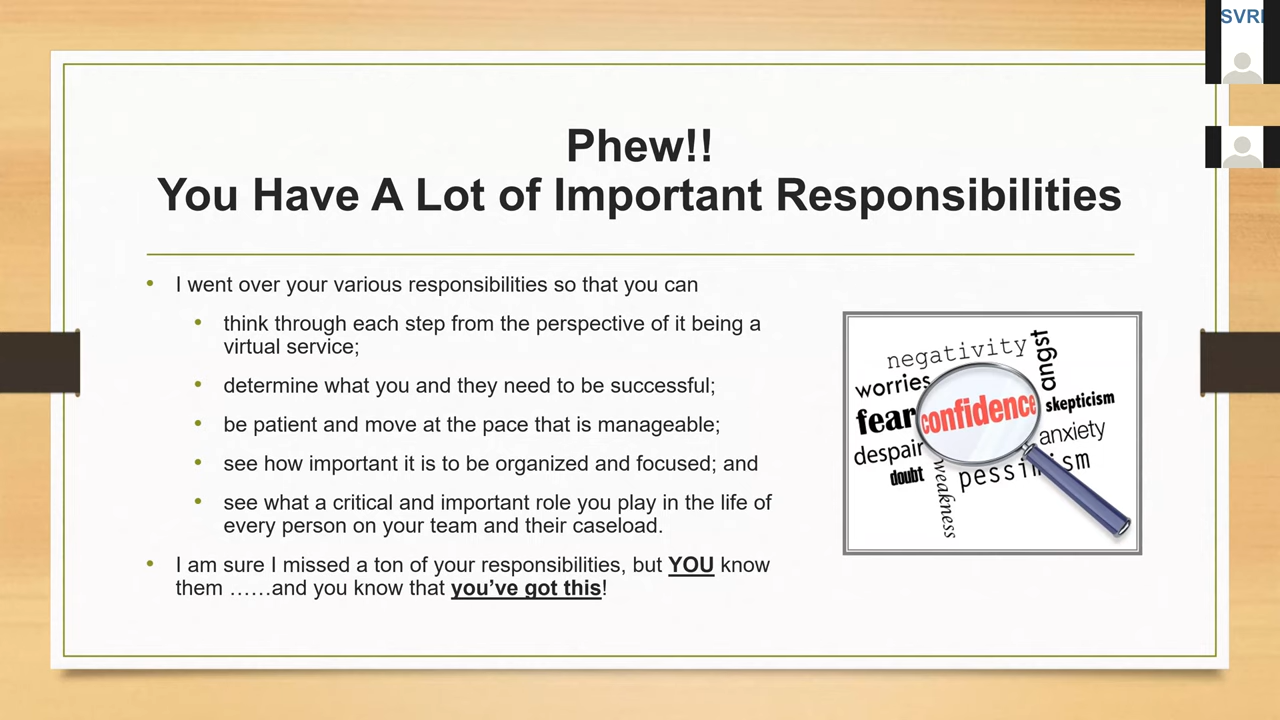 SVRI
Phew!!
You Have A Lot of Important Responsibilities
• I went over your various responsibilities so that you can
• think through each step from the perspective of it being a
virtual service;
• determine what you and they need to be successful;
• be patient and move at the pace that is manageable;
• see how important it is to be organized and focused; and
• see what a critical and important role you play in the life of
every person on your team and their caseload.
• I am sure I missed a ton of your responsibilities, but YOU know
them ……and you know that you’ve got this!
negativity
angst
worries
fear
confidence
skepticism
despair
anxiety
doubt
weakness
pessimism